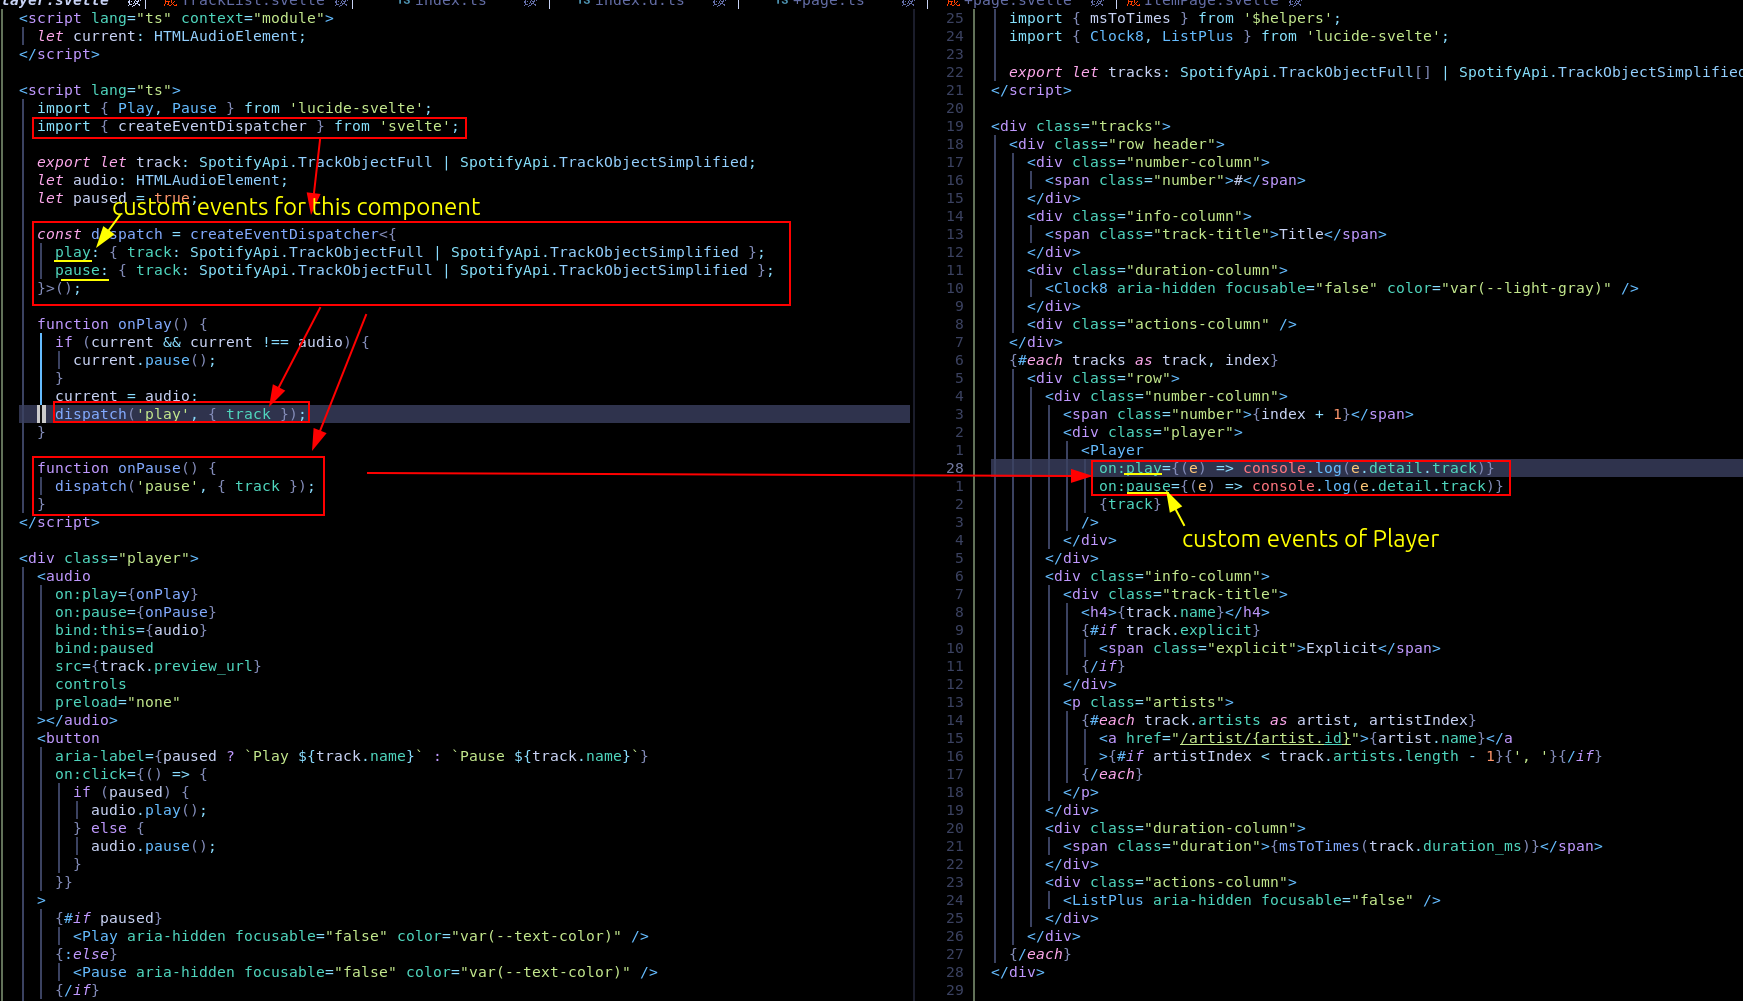 layer.svelte TrackList.svelte TS index.ts TS index.d.ts TS +page.ts +page.svelte ItemPage.svelte
<script lang="ts" context="module">
let current: HTMLAudioElement;
</script>
<script lang="ts">
import { Play, Pause } from 'lucide-svelte';
import { createEventDispatcher } from 'svelte';
export let track: SpotifyApi.TrackObjectFull | SpotifyApi.TrackObjectSimplified;
let audio: HTMLAudioElement;
let paused = true;
custom events for this component
const dispatch = createEventDispatcher<{
play: { track: SpotifyApi.TrackObjectFull | SpotifyApi.TrackObjectSimplified };
pause: { track: SpotifyApi.TrackObjectFull | SpotifyApi.TrackObjectSimplified };
}>();
function onPlay() {
if (current && current !== audio) {
current.pause();
}
current = audio;
dispatch('play', { track });
}
function onPause() {
dispatch('pause', { track });
}
</script>
<div class="player">
<audio
on:play={onPlay}
on:pause={onPause}
bind:this={audio}
bind:paused
src={track.preview_url}
controls
preload="none"
></audio>
<button
aria-label={paused ? `Play ${track.name}` : `Pause ${track.name}`}
on:click={() => {
if (paused) {
audio.play();
} else {
audio.pause();
}
}}
>
{#if paused}
<Play aria-hidden focusable="false" color="var(--text-color)" />
{:else}
<Pause aria-hidden focusable="false" color="var(--text-color)" />
{/if}
25 import { msToTimes } from '$helpers';
24 import { Clock8, ListPlus } from 'lucide-svelte';
23
22 export let tracks: SpotifyApi.TrackObjectFull[] | SpotifyApi.TrackObjectSimplified
21 </script>
20
19 <div class="tracks">
18 <div class="row header">
17 <div class="number-column">
16 <span class="number">#</span>
15 </div>
14 <div class="info-column">
13 <span class="track-title">Title</span>
12 </div>
11 <div class="duration-column">
10 <Clock8 aria-hidden focusable="false" color="var(--light-gray)" />
9 </div>
8 <div class="actions-column" />
7 </div>
6 {#each tracks as track, index}
5 <div class="row">
4 <div class="number-column">
3 <span class="number">{index + 1}</span>
2 <div class="player">
1 <Player
28 on:play={(e) => console.log(e.detail.track)}
1 on:pause={(e) => console.log(e.detail.track)}
2 {track}
3 />
4 </div>
custom events of Player
5 </div>
6 <div class="info-column">
7 <div class="track-title">
8 <h4>{track.name}</h4>
9 {#if track.explicit}
10 <span class="explicit">Explicit</span>
11 {/if}
12 </div>
13 <p class="artists">
14 {#each track.artists as artist, artistIndex}
15 <a href="/artist/{artist.id}">{artist.name}</a
16 >{#if artistIndex < track.artists.length - 1}{', '}{/if}
17 {/each}
18 </p>
19 </div>
20 <div class="duration-column">
21 <span class="duration">{msToTimes(track.duration_ms)}</span>
22 </div>
23 <div class="actions-column">
24 <ListPlus aria-hidden focusable="false" />
25 </div>
26 </div>
27 {/each}
28 </div>
29